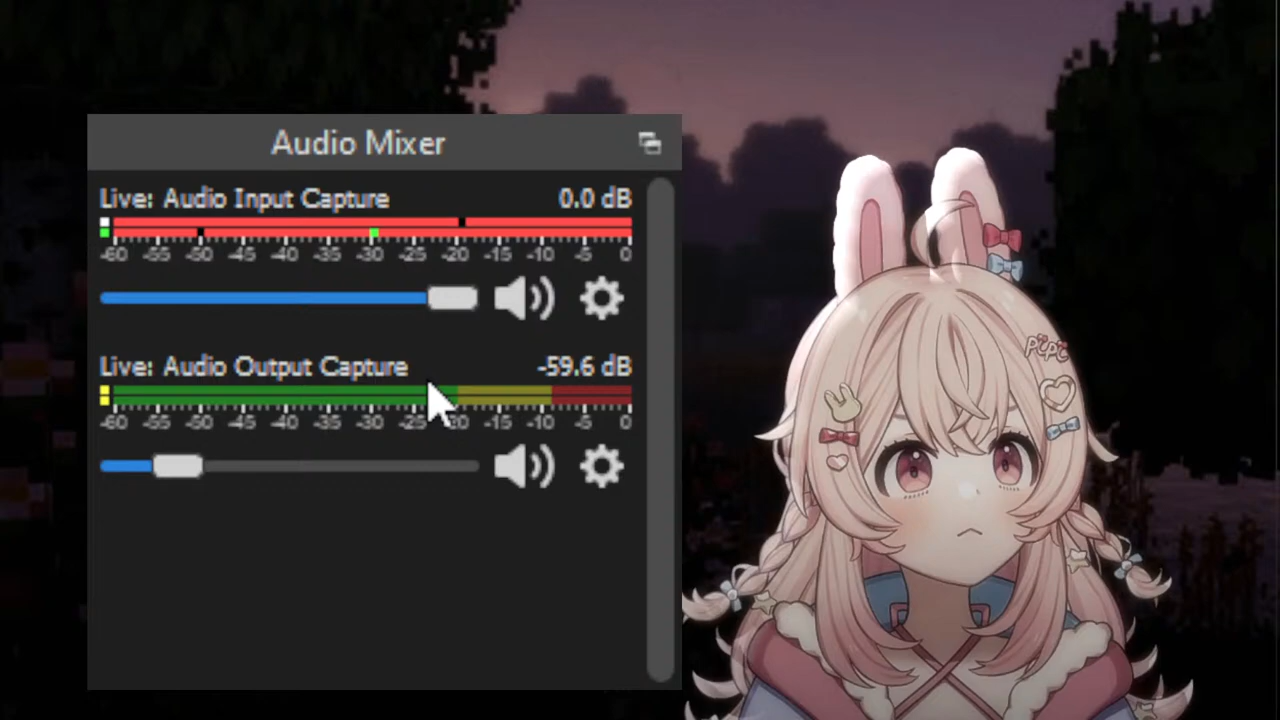 Audio Mixer
Live: Audio Input Capture 0.0 dB
-60 -55 -50 -45 -40 -35 -30 -25 -20 -15 -10 -5 0
Live: Audio Output Capture -59.6 dB
-60 -55 -50 -45 -40 -35 -30 -25 -20 -15 -10 -5 0
PiPi